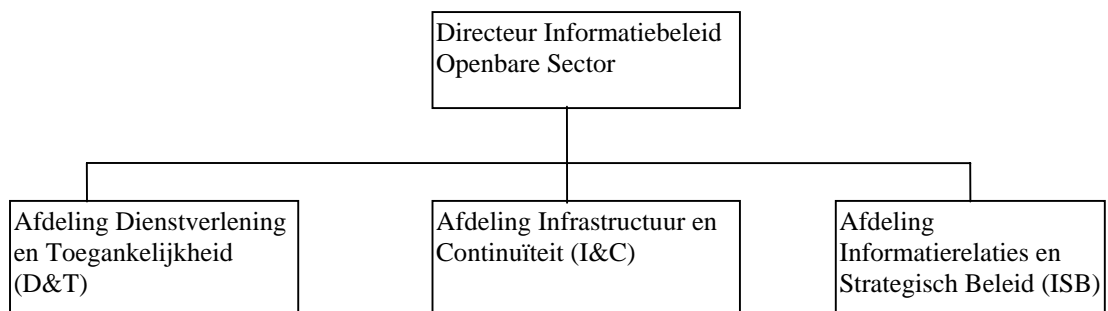 Directeur Informatiebeleid
Openbare Sector
Afdeling Dienstverlening
en Toegankelijkheid
(D&T)
Afdeling Infrastructuur en
Continuïteit (I&C)
Afdeling
Informatierelaties en
Strategisch Beleid (ISB)